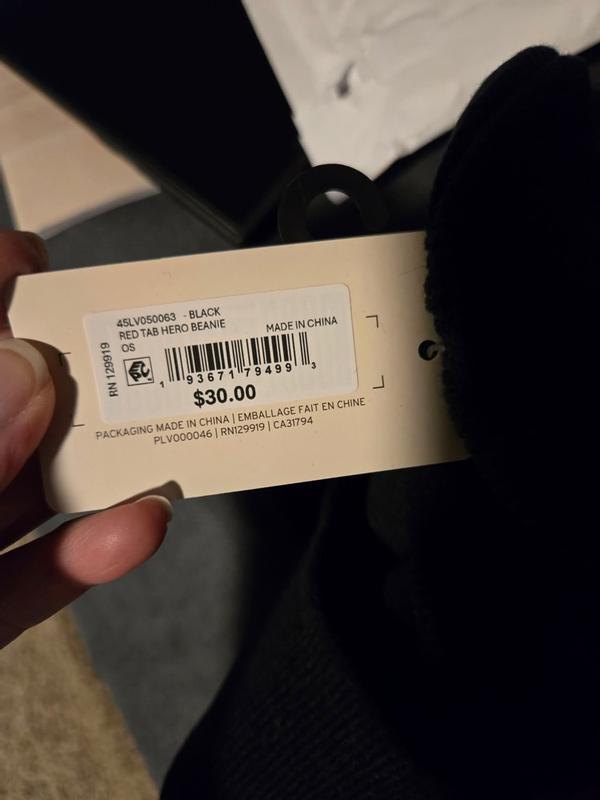 45LV050063 - BLACK
RED TAB HERO BEANIE
OS
MADE IN CHINA
RN 129919
1 93671 79499 3
$30.00
PACKAGING MADE IN CHINA | EMBALLAGE FAIT EN CHINE
PLV000046 | RN129919 | CA31794